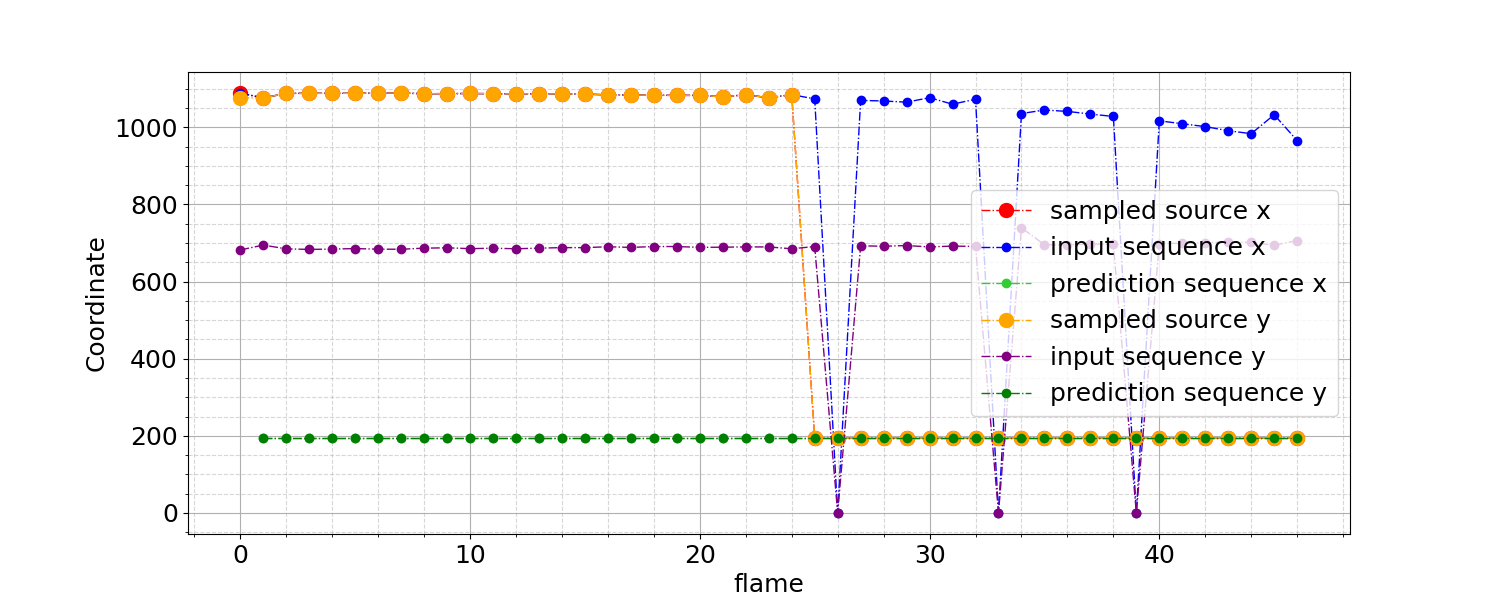 1000
800
600
400
200
0
Coordinate
sampled source x
input sequence x
prediction sequence x
sampled source y
input sequence y
prediction sequence y
0 10 20 30 40
flame